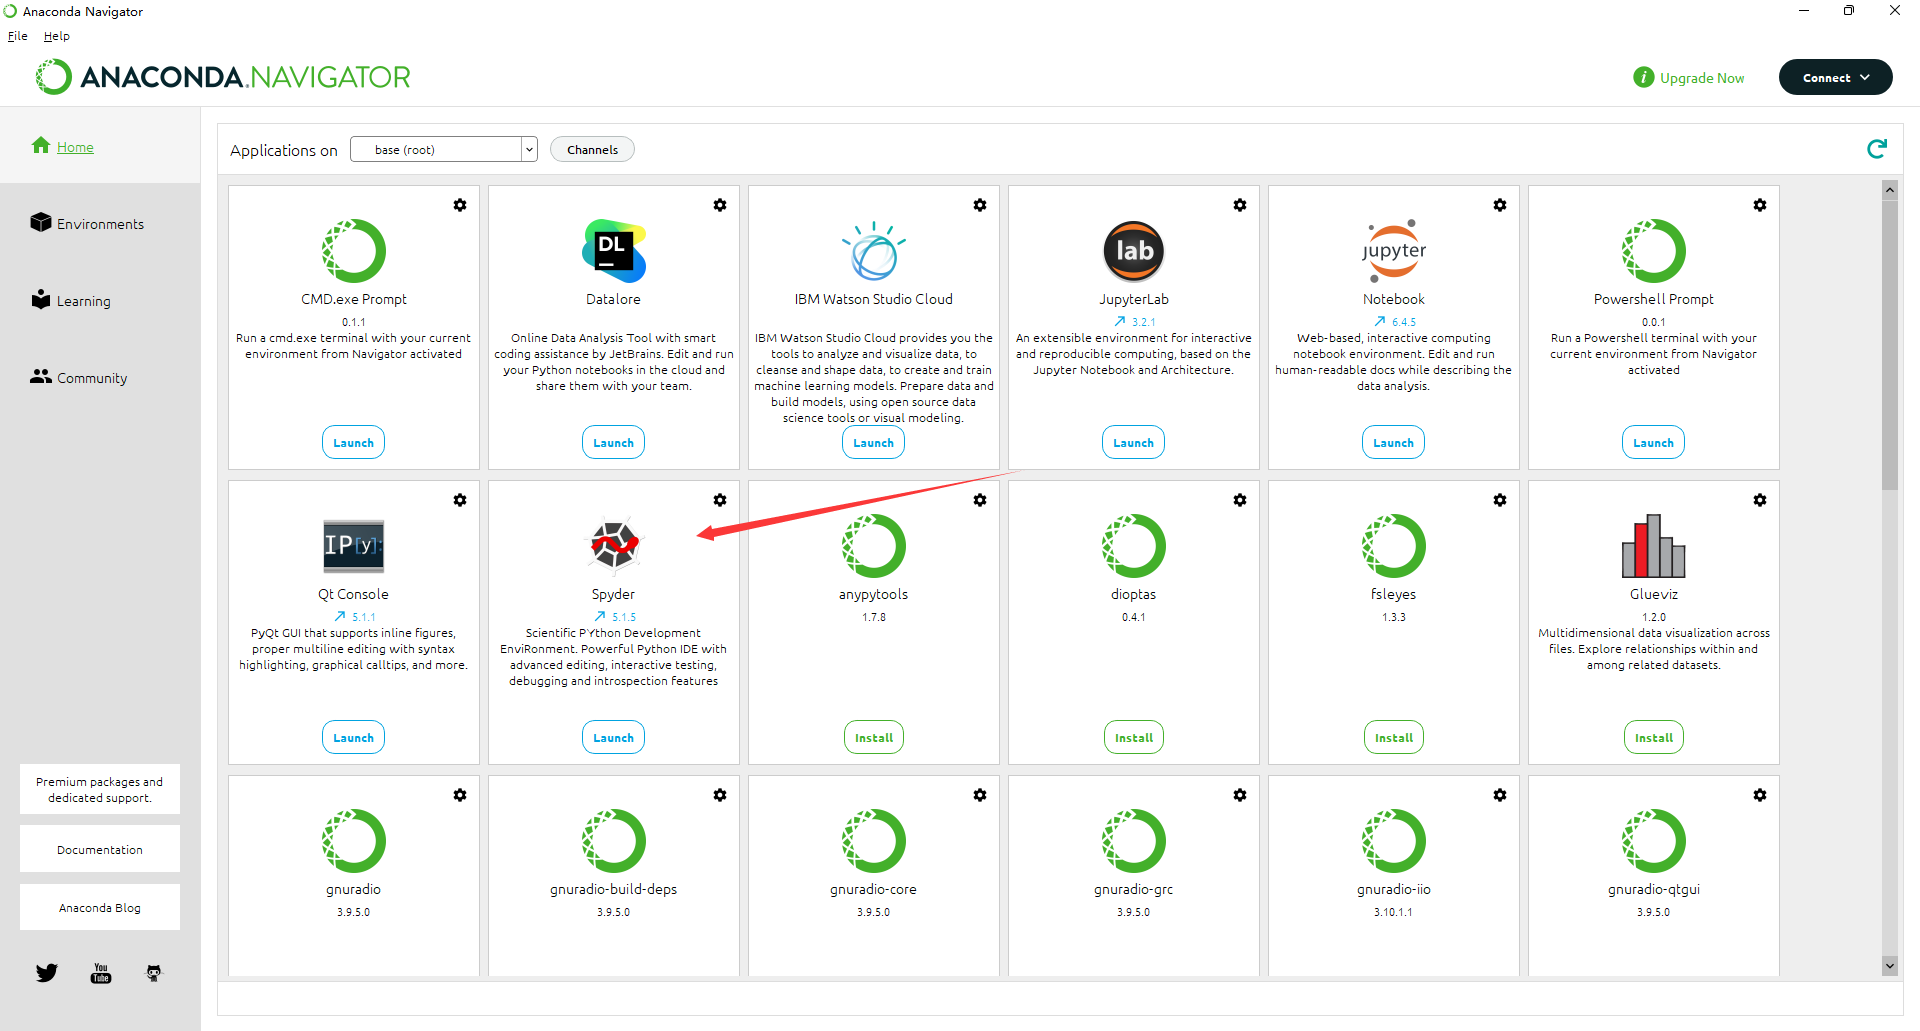 Anaconda Navigator
File Help
ANACONDA.NAVIGATOR
i Upgrade Now
Connect
Home
Environments
Learning
Community
Premium packages and
dedicated support.
Documentation
Anaconda Blog
You
Tube
Applications on base (root) Channels
CMD.exe Prompt
0.1.1
Run a cmd.exe terminal with your current
environment from Navigator activated
Launch
DL
Datalore
Online Data Analysis Tool with smart
coding assistance by JetBrains. Edit and run
your Python notebooks in the cloud and
share them with your team.
Launch
IBM Watson Studio Cloud
IBM Watson Studio Cloud provides you the
tools to analyze and visualize data, to
cleanse and shape data, to create and train
machine learning models. Prepare data and
build models, using open source data
science tools or visual modeling.
Launch
lab
JupyterLab
3.2.1
An extensible environment for interactive
and reproducible computing, based on the
Jupyter Notebook and Architecture.
Launch
jupyter
Notebook
6.4.5
Web-based, interactive computing
notebook environment. Edit and run
human-readable docs while describing the
data analysis.
Launch
Powershell Prompt
0.0.1
Run a Powershell terminal with your
current environment from Navigator
activated
Launch
IP[y]:
Qt Console
5.1.1
PyQt GUI that supports inline figures,
proper multiline editing with syntax
highlighting, graphical calltips, and more.
Launch
Spyder
5.1.5
Scientific PYthon Development
EnviRonment. Powerful Python IDE with
advanced editing, interactive testing,
debugging and introspection features
Launch
anypytools
1.7.8
Install
dioptas
0.4.1
Install
fsleyes
1.3.3
Install
Glueviz
1.2.0
Multidimensional data visualization across
files. Explore relationships within and
among related datasets.
Install
gnuradio
3.9.5.0
gnuradio-build-deps
3.9.5.0
gnuradio-core
3.9.5.0
gnuradio-grc
3.9.5.0
gnuradio-iio
3.10.1.1
gnuradio-qtgui
3.9.5.0